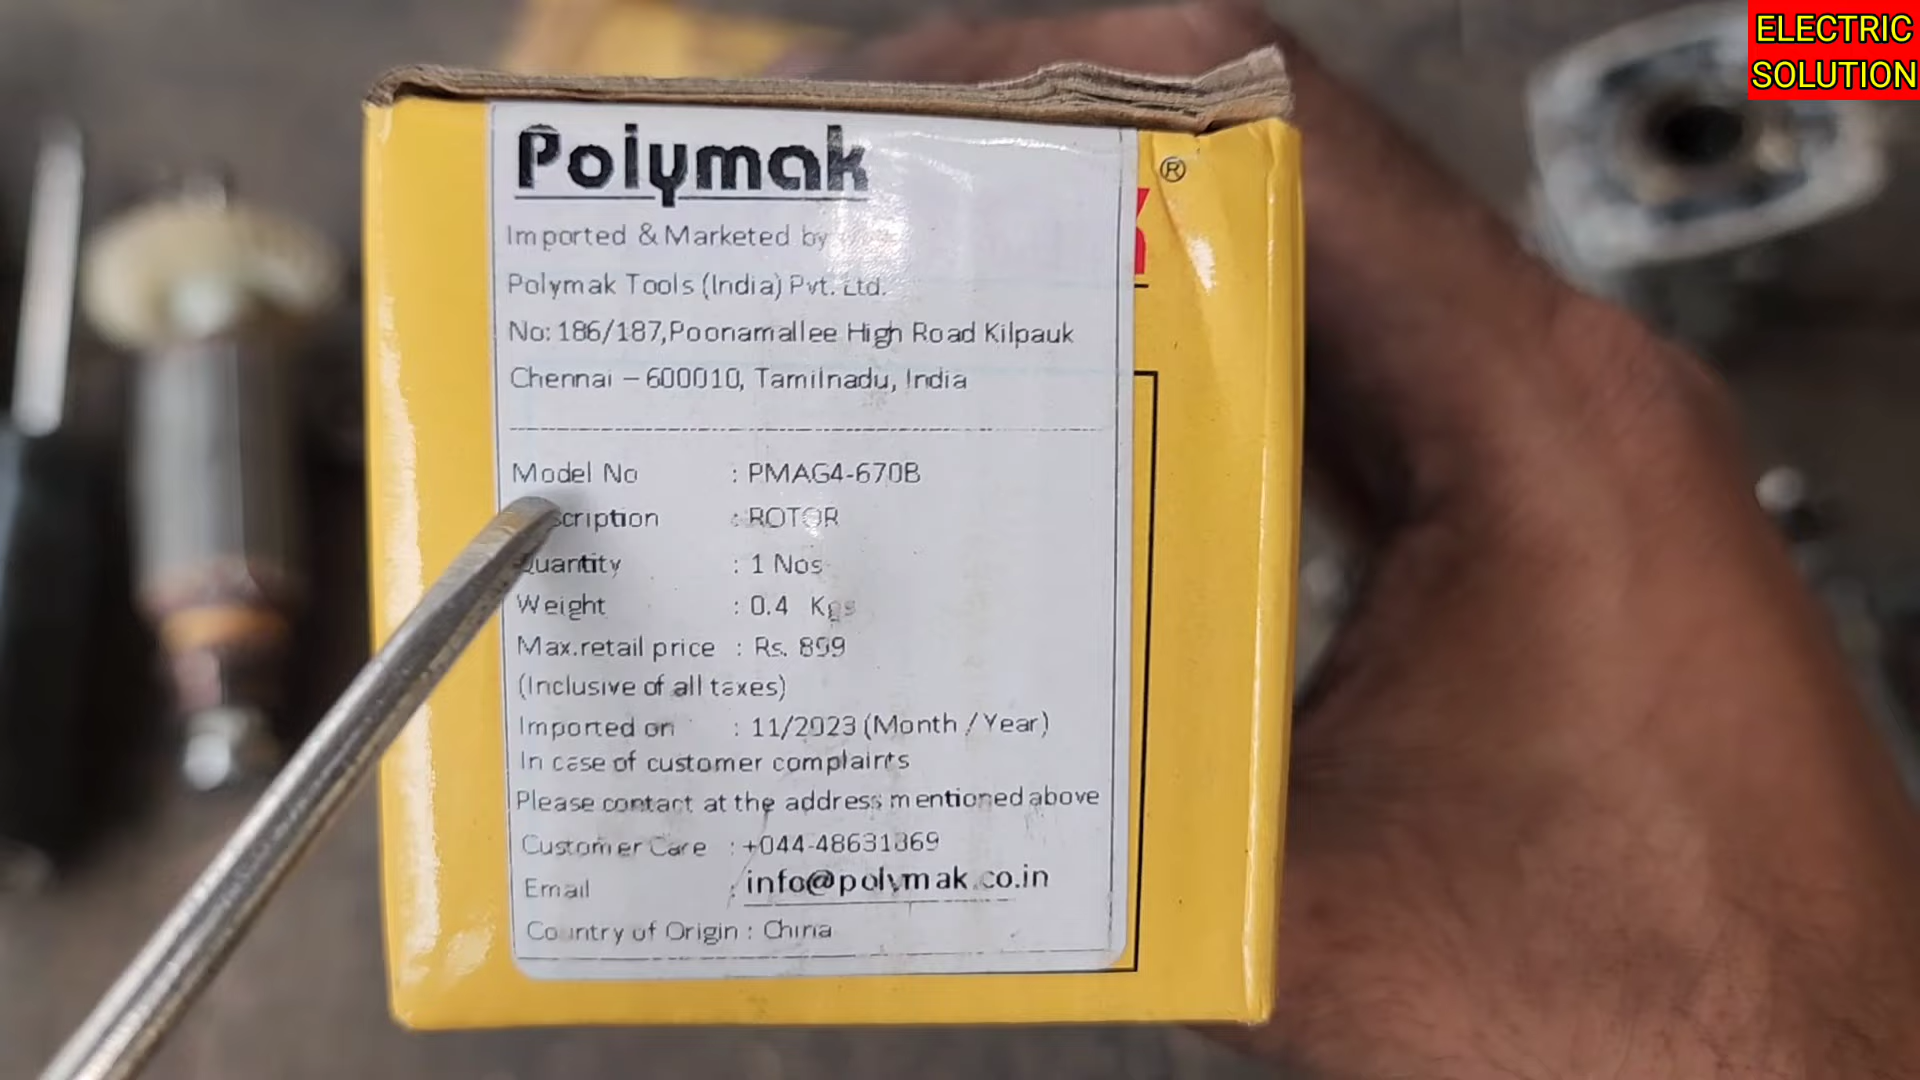 ELECTRIC
SOLUTION
Polymak
®
Imported & Marketed by
Polymak Tools (India) Pvt. Ltd.
No: 186/187,Poonamallee High Road Kilpauk
Chennai – 600010, Tamilnadu, India
Model No : PMAG4-670B
scription : ROTOR
Quantity : 1 Nos
Weight : 0.4 Kgs
Max.retail price : Rs. 899
(Inclusive of all taxes)
Imported on : 11/2023 (Month / Year)
In case of customer complaints
Please contact at the address mentioned above
Customer Care : +044-48631369
Email : info@polymak.co.in
Country of Origin : China